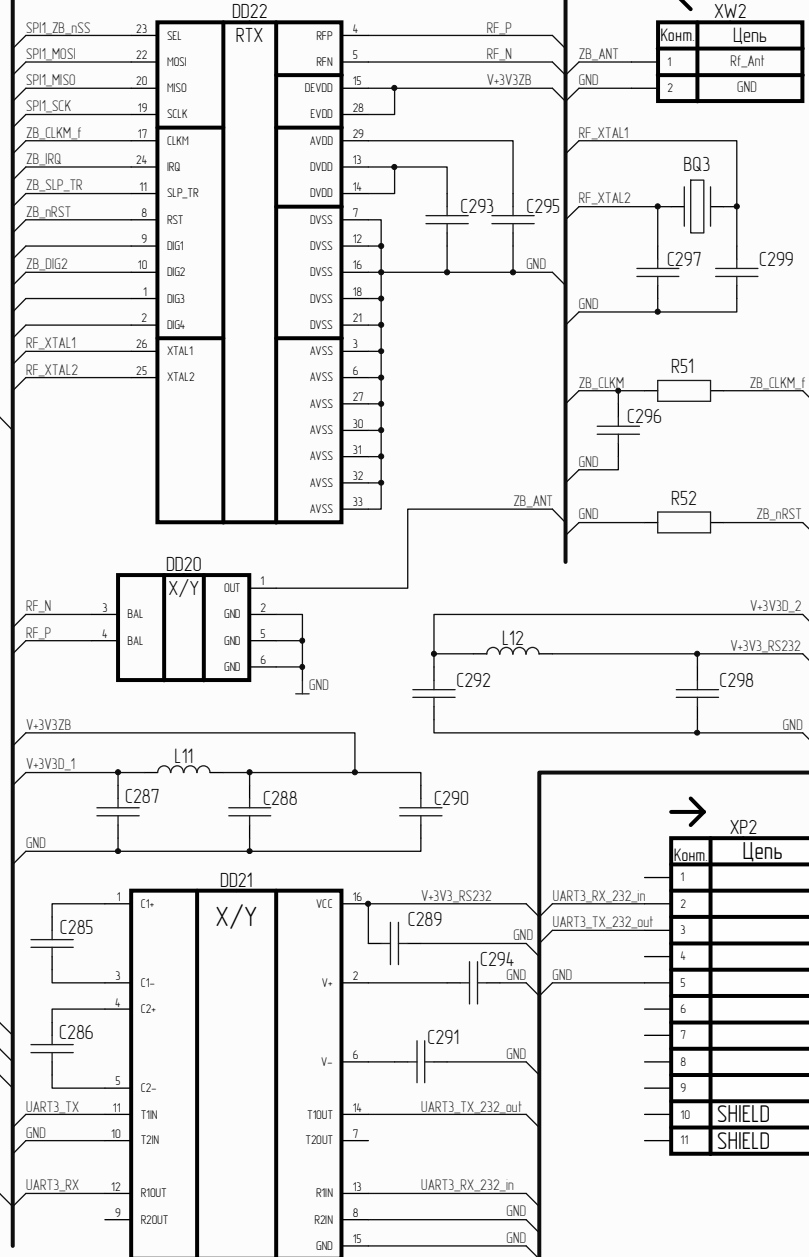 DD22
RTX
SPI1_ZB_nSS 23 SEL
SPI1_MOSI 22 MOSI
SPI1_MISO 20 MISO
SPI1_SCK 19 SCLK
ZB_CLKM_f 17 CLKM
ZB_IRQ 24 IRQ
ZB_SLP_TR 11 SLP_TR
ZB_nRST 8 RST
9 DIG1
ZB_DIG2 10 DIG2
1 DIG3
2 DIG4
RF_XTAL1 26 XTAL1
RF_XTAL2 25 XTAL2
RFP 4 RF_P
RFN 5 RF_N
DEVDD 15 V+3V3ZB
EVDD 28
AVDD 29
DVDD 13
DVDD 14
DVSS 7
DVSS 12
DVSS 16 GND
DVSS 18
DVSS 21
AVSS 3
AVSS 6
AVSS 27
AVSS 30
AVSS 31
AVSS 32
AVSS 33
C293
C295
ZB_ANT
XW2
Конт. Цепь
ZB_ANT 1 Rf_Ant
GND 2 GND
RF_XTAL1
BQ3
RF_XTAL2
C297
C299
GND
R51
ZB_CLKM
ZB_CLKM_f
C296
GND
R52
GND
ZB_nRST
DD20
X/Y
RF_N 3 BAL
RF_P 4 BAL
OUT 1
GND 2
GND 5
GND 6
GND
V+3V3D_2
L12
V+3V3_RS232
C292
C298
GND
V+3V3ZB
V+3V3D_1
L11
C287
C288
C290
GND
DD21
X/Y
1 C1+
C285
3 C1-
4 C2+
C286
5 C2-
UART3_TX 11 T1IN
GND 10 T2IN
UART3_RX 12 R1OUT
9 R2OUT
VCC 16 V+3V3_RS232
C289
GND
V+ 2
C294
GND
V- 6
C291
GND
T1OUT 14 UART3_TX_232_out
T2OUT 7
R1IN 13 UART3_RX_232_in
R2IN 8 GND
GND 15 GND
XP2
Конт. Цепь
1
UART3_RX_232_in 2
UART3_TX_232_out 3
4
GND 5
6
7
8
9
10 SHIELD
11 SHIELD